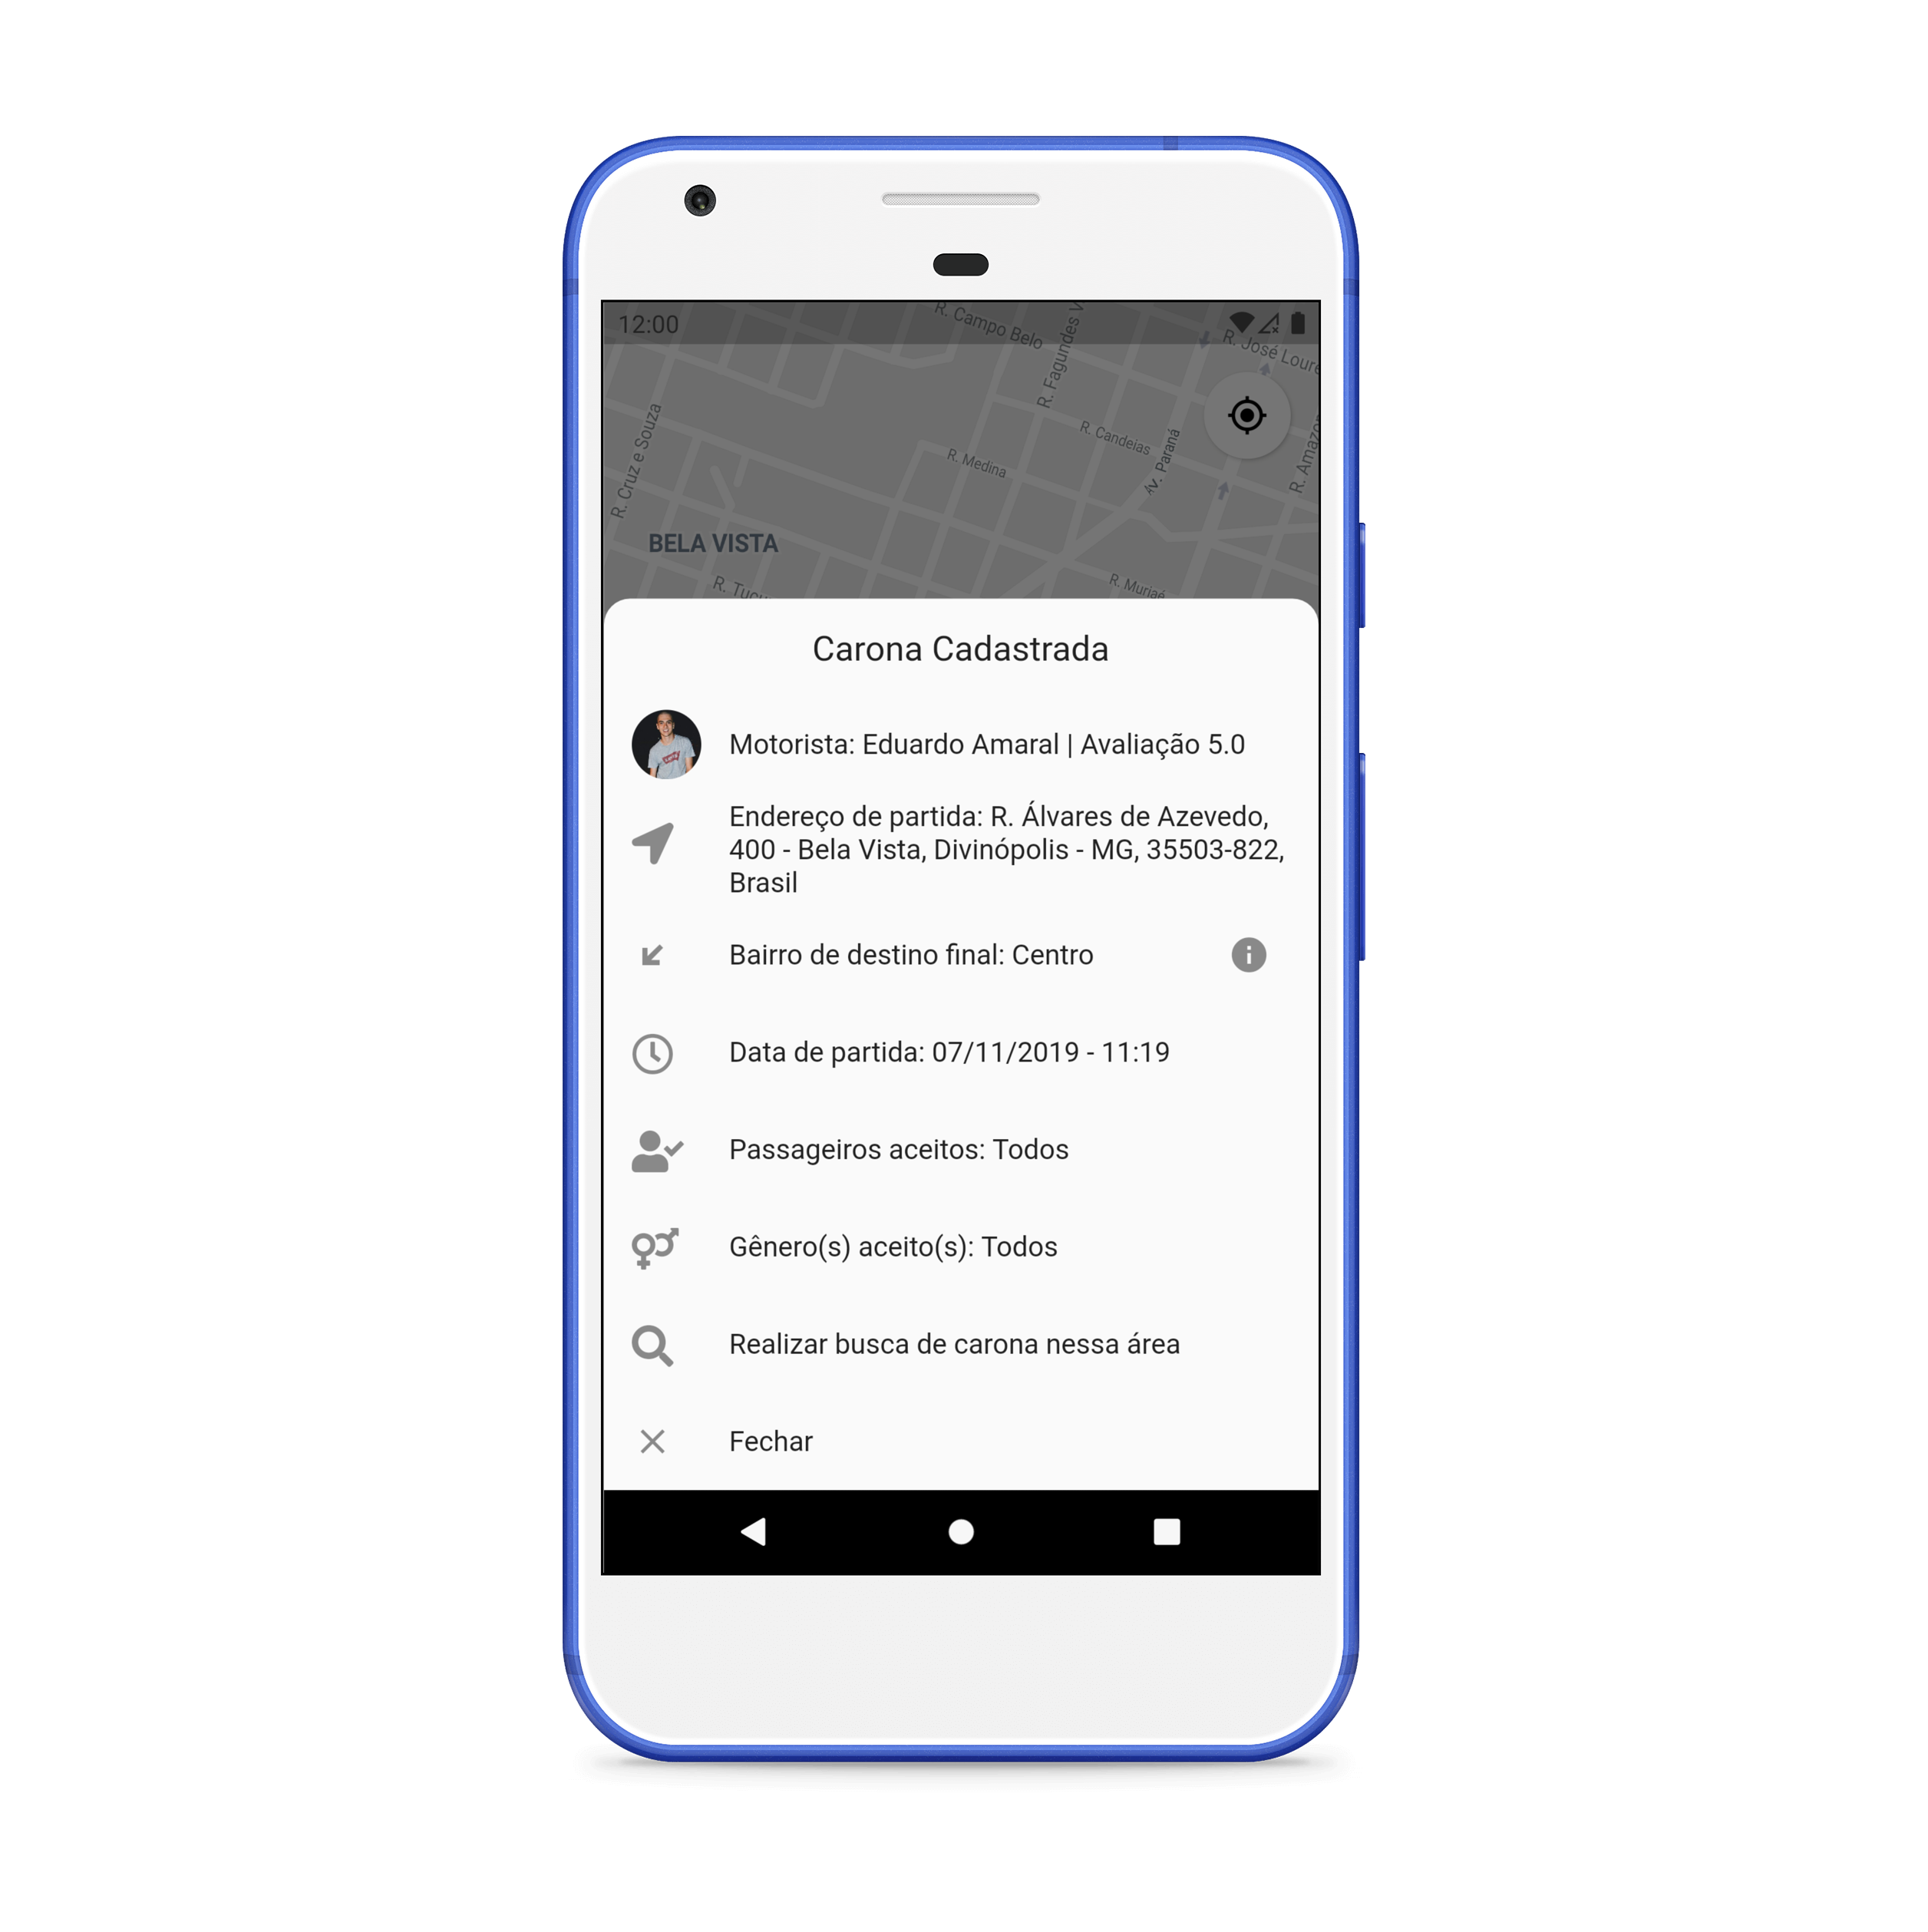 12:00
R. Campo Belo
R. Fagundes V
R. José Loure
R. Cruz e Souza
R. Candeias
Av. Paraná
R. Medina
R. Amazon
BELA VISTA
R. Tucu
R. Muriaé
Carona Cadastrada
Motorista: Eduardo Amaral | Avaliação 5.0
Endereço de partida: R. Álvares de Azevedo,
400 - Bela Vista, Divinópolis - MG, 35503-822,
Brasil
Bairro de destino final: Centro
Data de partida: 07/11/2019 - 11:19
Passageiros aceitos: Todos
Gênero(s) aceito(s): Todos
Realizar busca de carona nessa área
Fechar